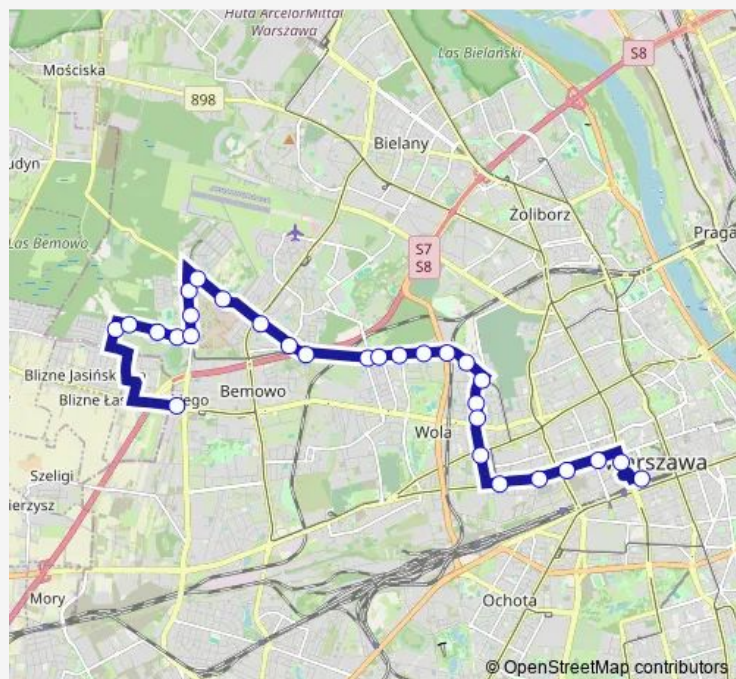 Huta ArcelorMittal
Warszawa
Mościska
898
Las Bielański
S8
Bielany
udyn
Żoliborz
Praga
Las Bemowo
S7
S8
Blizne Jasińsk
Blizne Ła
ego
Bemowo
Wola
Szeligi
ierzysz
arszawa
Mory
Ochota
© OpenStreetMap contributors